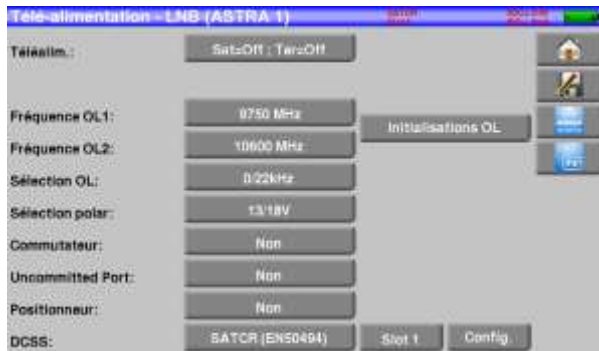 Télé-alimentation - LNB (ASTRA 1)
Téléalim.: Sat=Off ; Ter=Off
Fréquence OL1: 9750 MHz
Initialisations OL
Fréquence OL2: 10600 MHz
Sélection OL: 0/22kHz
Sélection polar: 13/18V
Commutateur: Non
Uncommitted Port: Non
Positionneur: Non
DCSS: SATCR (EN50494) Slot 1 Config.